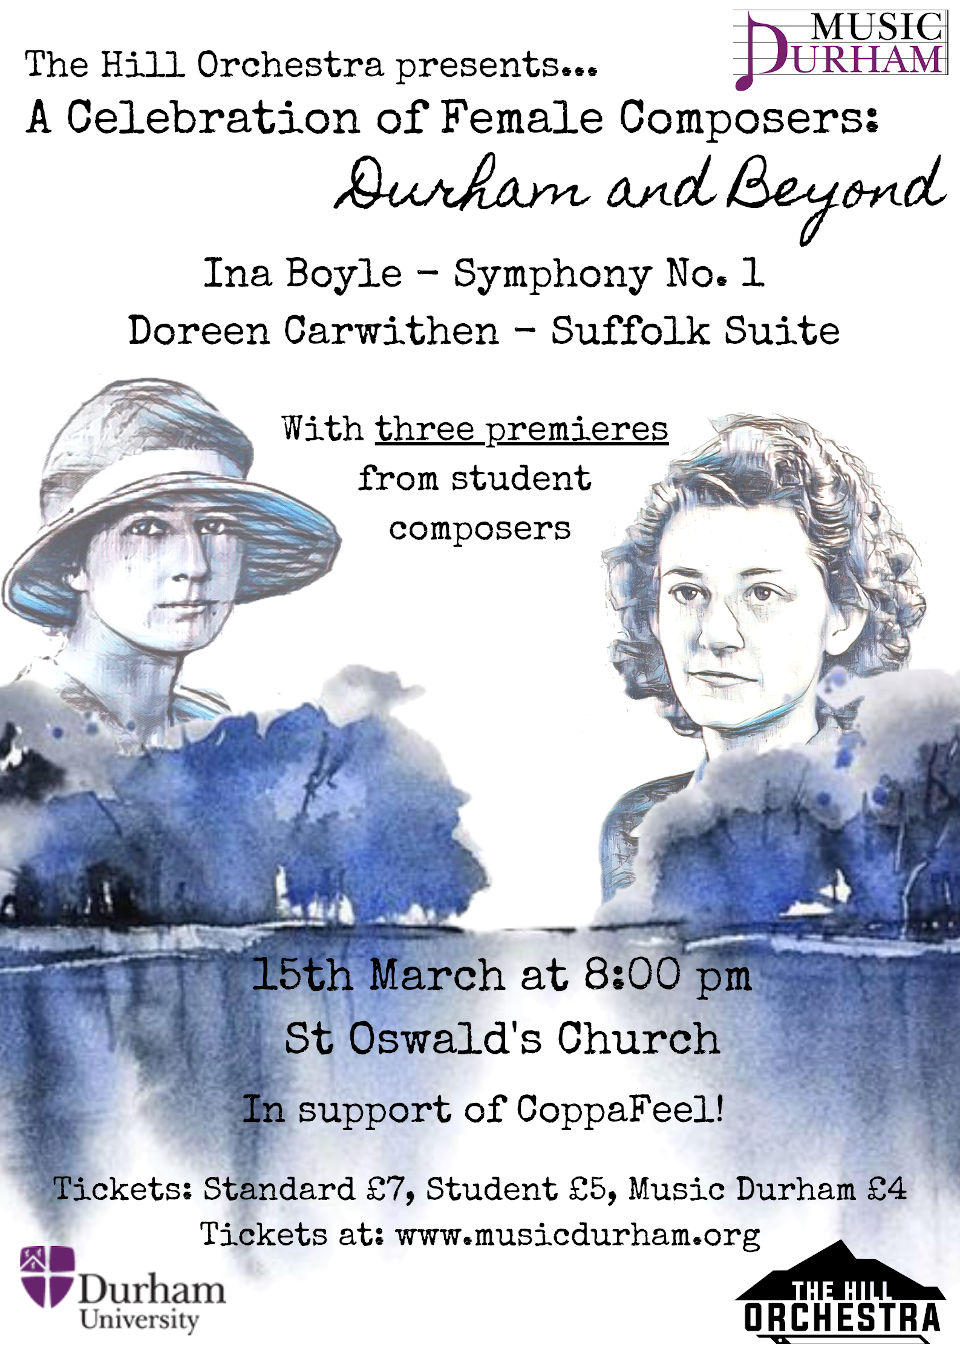 MUSIC
DURHAM
The Hill Orchestra presents...
A Celebration of Female Composers:
Durham and Beyond
Ina Boyle - Symphony No. 1
Doreen Carwithen - Suffolk Suite
With three premieres
from student
composers
15th March at 8:00 pm
St Oswald's Church
In support of CoppaFeel!
Tickets: Standard £7, Student £5, Music Durham £4
Tickets at: www.musicdurham.org
Durham
University
THE HILL
ORCHESTRA